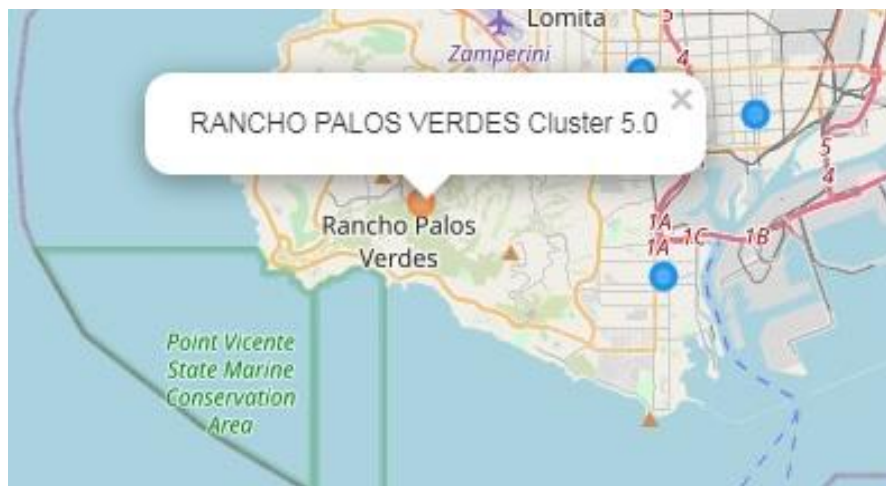 Lomita
5
4
Zamperini
×
RANCHO PALOS VERDES Cluster 5.0
5
4
Rancho Palos
Verdes
1A
1A
1C
1B
Point Vicente
State Marine
Conservation
Area